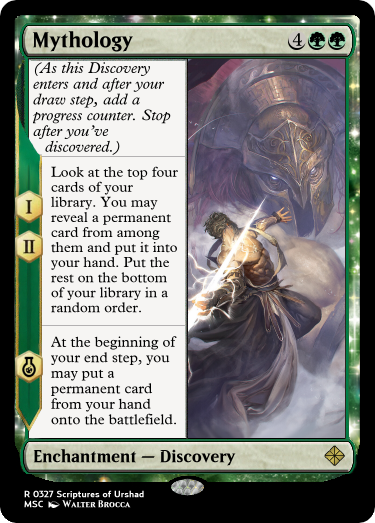 Mythology 4
(As this Discovery
enters and after your
draw step, add a
progress counter. Stop
after you've
discovered.)
I
II
Look at the top four
cards of your
library. You may
reveal a permanent
card from among
them and put it into
your hand. Put the
rest on the bottom
of your library in a
random order.
At the beginning of
your end step, you
may put a
permanent card
from your hand
onto the battlefield.
Enchantment — Discovery
R 0327 Scriptures of Urshad
MSC Walter Brocca